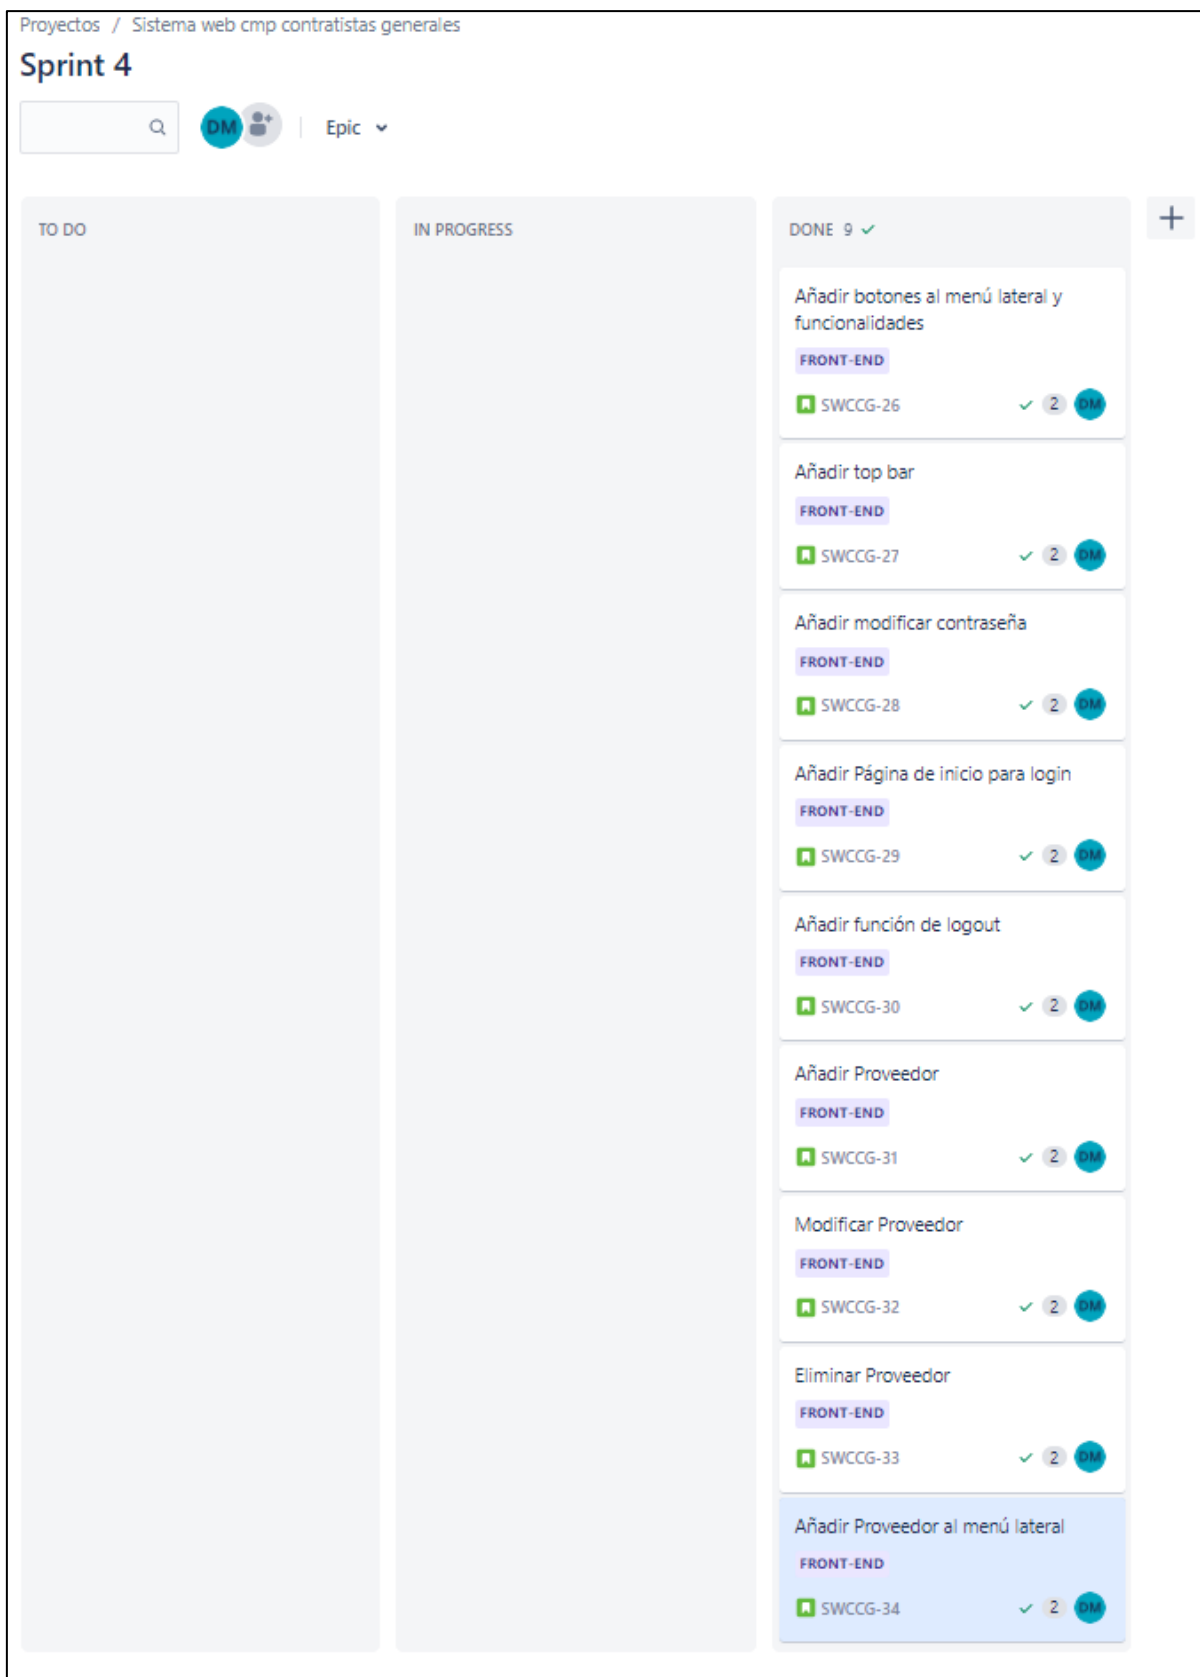 Proyectos / Sistema web cmp contratistas generales
Sprint 4
DM
Epic
TO DO
IN PROGRESS
DONE 9
Añadir botones al menú lateral y
funcionalidades
FRONT-END
SWCCG-26 2 DM
Añadir top bar
FRONT-END
SWCCG-27 2 DM
Añadir modificar contraseña
FRONT-END
SWCCG-28 2 DM
Añadir Página de inicio para login
FRONT-END
SWCCG-29 2 DM
Añadir función de logout
FRONT-END
SWCCG-30 2 DM
Añadir Proveedor
FRONT-END
SWCCG-31 2 DM
Modificar Proveedor
FRONT-END
SWCCG-32 2 DM
Eliminar Proveedor
FRONT-END
SWCCG-33 2 DM
Añadir Proveedor al menú lateral
FRONT-END
SWCCG-34 2 DM